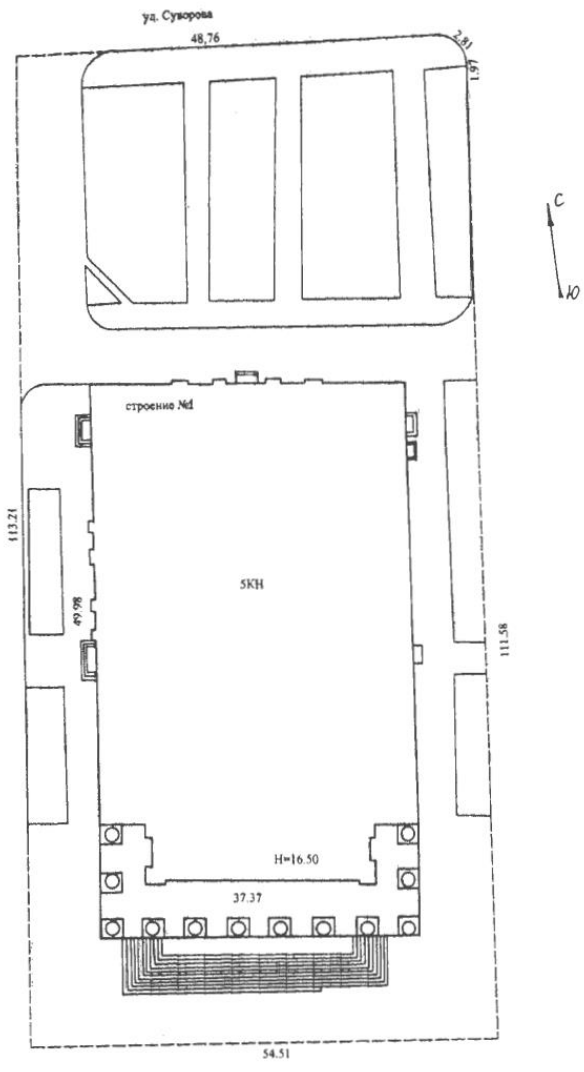 ул. Суворова
48,76
2.81
1.97
С
Ю
строение №1
113.21
5КН
49.98
111.58
H=16.50
37.37
54.51